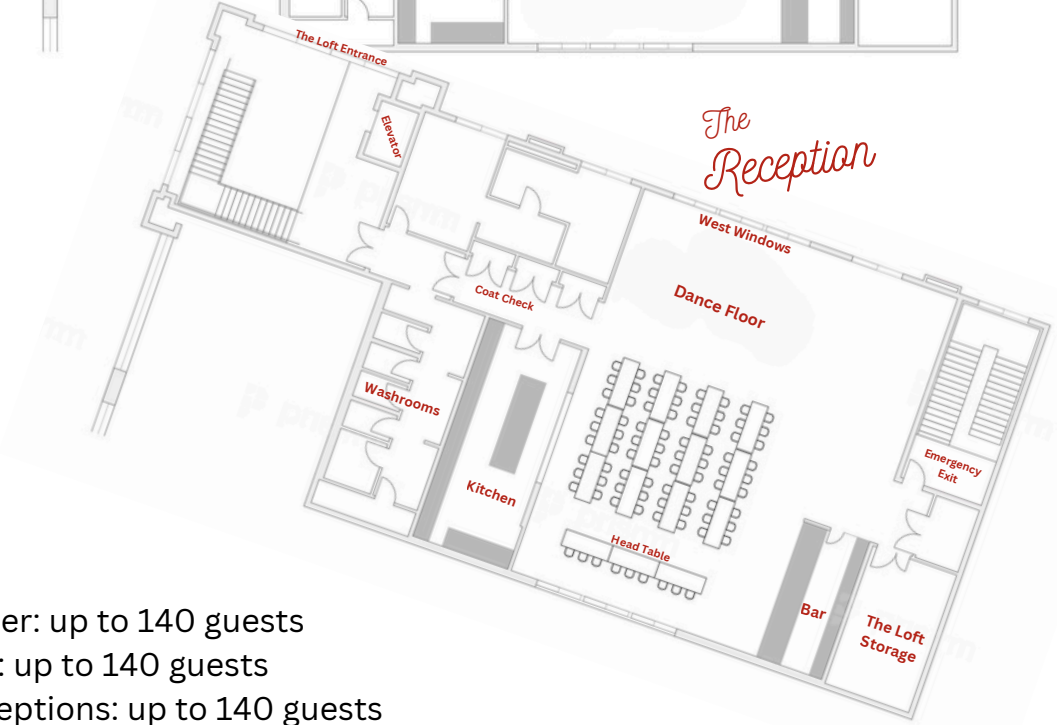 The Loft Entrance
Elevator
The
Reception
West Windows
Dance Floor
Coat Check
Washrooms
Kitchen
Head Table
Emergency
Exit
Bar
The Loft
Storage
er: up to 140 guests
: up to 140 guests
eptions: up to 140 guests